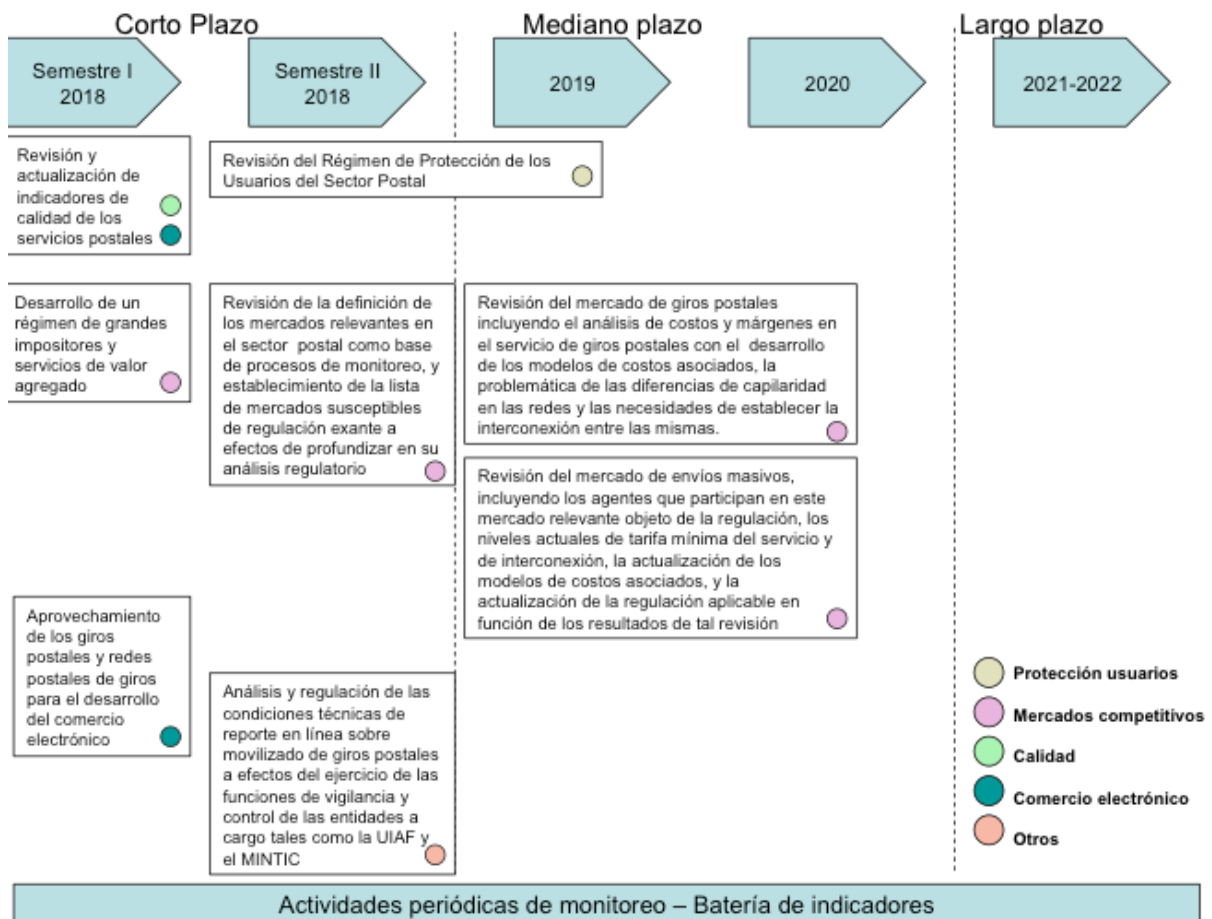 Corto Plazo
Mediano plazo
Largo plazo
Semestre I
2018
Semestre II
2018
2019
2020
2021-2022
Revisión y
actualización de
indicadores de
calidad de los
servicios postales
Revisión del Régimen de Protección de los
Usuarios del Sector Postal
Desarrollo de un
régimen de grandes
impositores y
servicios de valor
agregado
Revisión de la definición de
los mercados relevantes en
el sector postal como base
de procesos de monitoreo, y
establecimiento de la lista
de mercados susceptibles
de regulación exante a
efectos de profundizar en su
análisis regulatorio
Revisión del mercado de giros postales
incluyendo el análisis de costos y márgenes en
el servicio de giros postales con el desarrollo
de los modelos de costos asociados, la
problemática de las diferencias de capilaridad
en las redes y las necesidades de establecer la
interconexión entre las mismas.
Revisión del mercado de envíos masivos,
incluyendo los agentes que participan en este
mercado relevante objeto de la regulación, los
niveles actuales de tarifa mínima del servicio y
de interconexión, la actualización de los
modelos de costos asociados, y la
actualización de la regulación aplicable en
función de los resultados de tal revisión
Aprovechamiento
de los giros
postales y redes
postales de giros
para el desarrollo
del comercio
electrónico
Análisis y regulación de las
condiciones técnicas de
reporte en línea sobre
movilizado de giros postales
a efectos del ejercicio de las
funciones de vigilancia y
control de las entidades a
cargo tales como la UIAF y
el MINTIC
Protección usuarios
Mercados competitivos
Calidad
Comercio electrónico
Otros
Actividades periódicas de monitoreo – Batería de indicadores